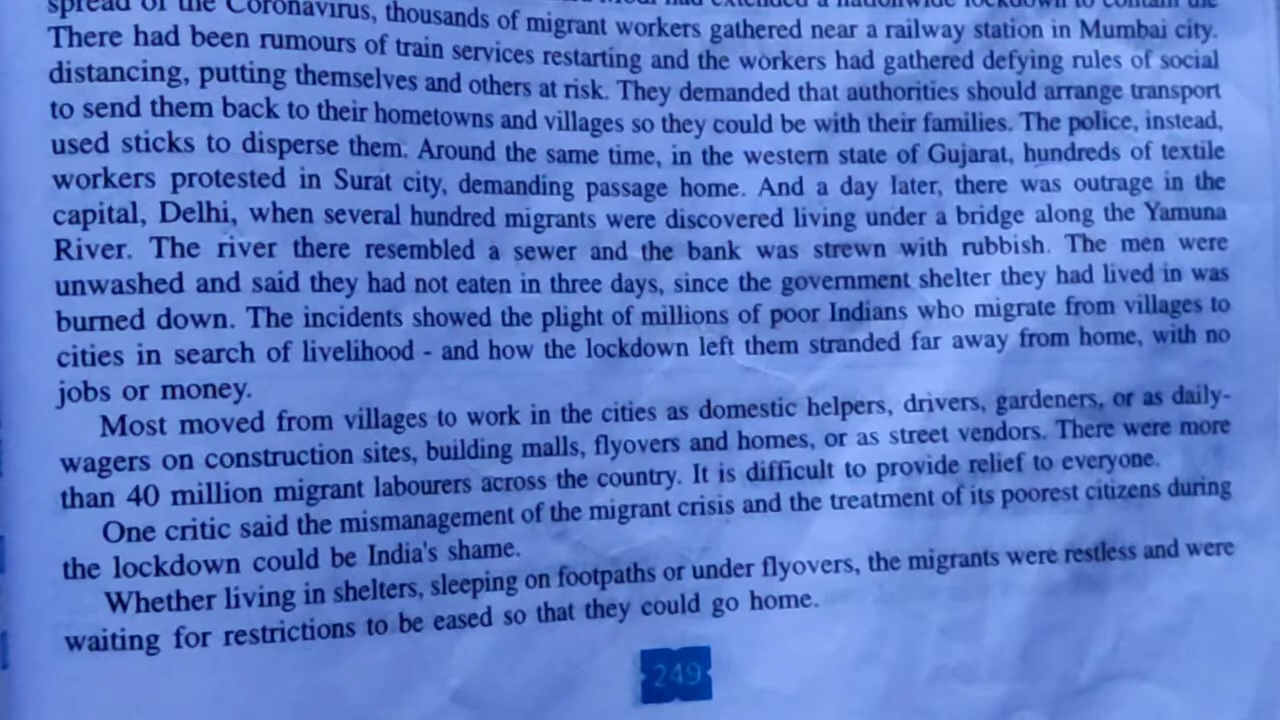 spread of the Coronavirus, thousands of migrant workers gathered near a railway station in Mumbai city.
There had been rumours of train services restarting and the workers had gathered defying rules of social
distancing, putting themselves and others at risk. They demanded that authorities should arrange transport
to send them back to their hometowns and villages so they could be with their families. The police, instead,
used sticks to disperse them. Around the same time, in the western state of Gujarat, hundreds of textile
workers protested in Surat city, demanding passage home. And a day later, there was outrage in the
capital, Delhi, when several hundred migrants were discovered living under a bridge along the Yamuna
River. The river there resembled a sewer and the bank was strewn with rubbish. The men were
unwashed and said they had not eaten in three days, since the government shelter they had lived in was
burned down. The incidents showed the plight of millions of poor Indians who migrate from villages to
cities in search of livelihood - and how the lockdown left them stranded far away from home, with no
jobs or money.
Most moved from villages to work in the cities as domestic helpers, drivers, gardeners, or as daily-
wagers on construction sites, building malls, flyovers and homes, or as street vendors. There were more
than 40 million migrant labourers across the country. It is difficult to provide relief to everyone.
One critic said the mismanagement of the migrant crisis and the treatment of its poorest citizens during
the lockdown could be India's shame.
Whether living in shelters, sleeping on footpaths or under flyovers, the migrants were restless and were
waiting for restrictions to be eased so that they could go home.
249